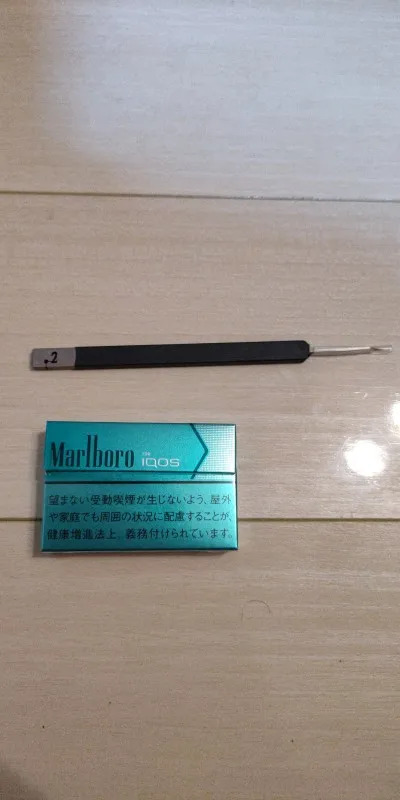 2
Marlboro FOR IQOS
望まない受動喫煙が生じないよう、屋外
や家庭でも周囲の状況に配慮することが、
健康増進法上、義務付けられています。